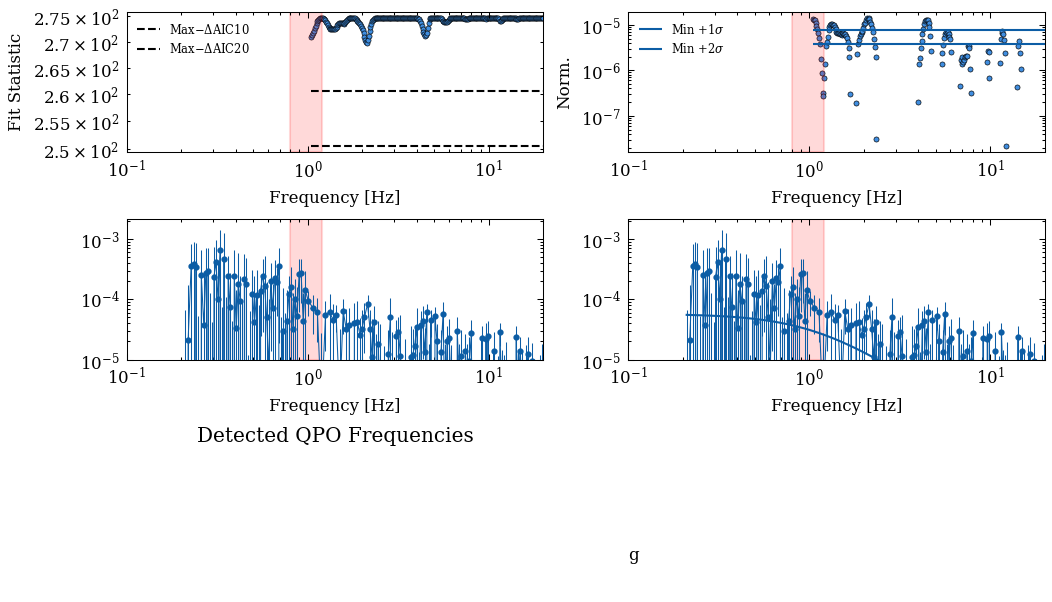 Fit Statistic
2.75 × 10²
2.7 × 10²
2.65 × 10²
2.6 × 10²
2.55 × 10²
2.5 × 10²
Max−ΔAIC10
Max−ΔAIC20
10⁻¹ 10⁰ 10¹
Frequency [Hz]
Norm.
10⁻⁵
10⁻⁶
10⁻⁷
Min +1σ
Min +2σ
10⁻¹ 10⁰ 10¹
Frequency [Hz]
10⁻³
10⁻⁴
10⁻⁵
10⁻¹ 10⁰ 10¹
Frequency [Hz]
10⁻³
10⁻⁴
10⁻⁵
10⁻¹ 10⁰ 10¹
Frequency [Hz]
Detected QPO Frequencies
g